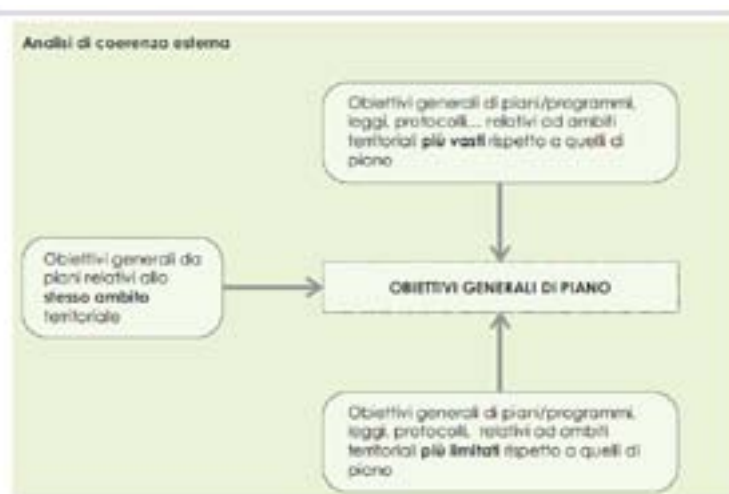 Analisi di coerenza esterna
Obiettivi generali di piani/programmi,
leggi, protocolli... relativi ad ambiti
territoriali più vasti rispetto a quelli di
piano
Obiettivi generali da
piani relativi allo
stesso ambito
territoriale
OBIETTIVI GENERALI DI PIANO
Obiettivi generali di piani/programmi,
leggi, protocolli, relativi ad ambiti
territoriali più limitati rispetto a quelli di
piano